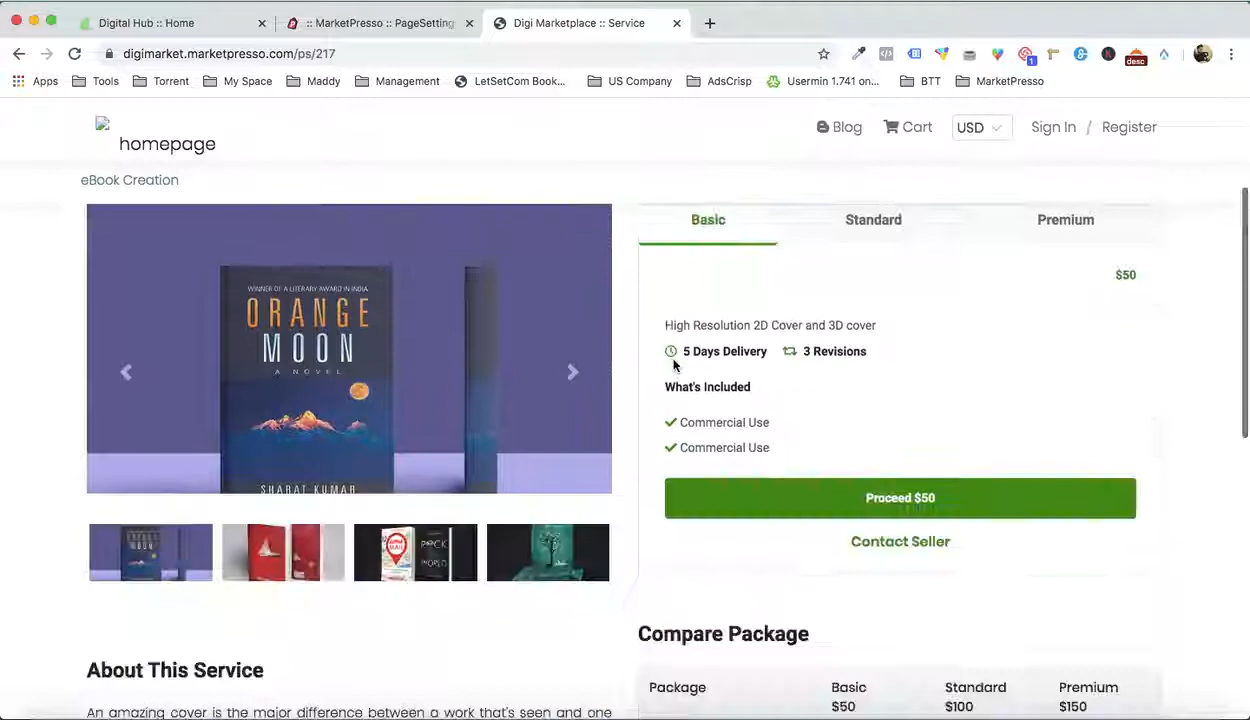 Digital Hub :: Home
:: MarketPresso :: PageSetting
Digi Marketplace :: Service
digimarket.marketpresso.com/ps/217
1
desc
Apps Tools Torrent My Space Maddy Management LetSetCom Book... US Company AdsCrisp Usermin 1.741 on... BTT MarketPresso
homepage
Blog Cart USD Sign In / Register
eBook Creation
WINNER OF A LITERARY AWARD IN INDIA
ORANGE
MOON
A NOVEL
SHARAT KUMAR
Basic Standard Premium
$50
High Resolution 2D Cover and 3D cover
5 Days Delivery 3 Revisions
What's Included
Commercial Use
Commercial Use
Proceed $50
Contact Seller
Compare Package
Package Basic Standard Premium
$50 $100 $150
About This Service
An amazing cover is the major difference between a work that's seen and one